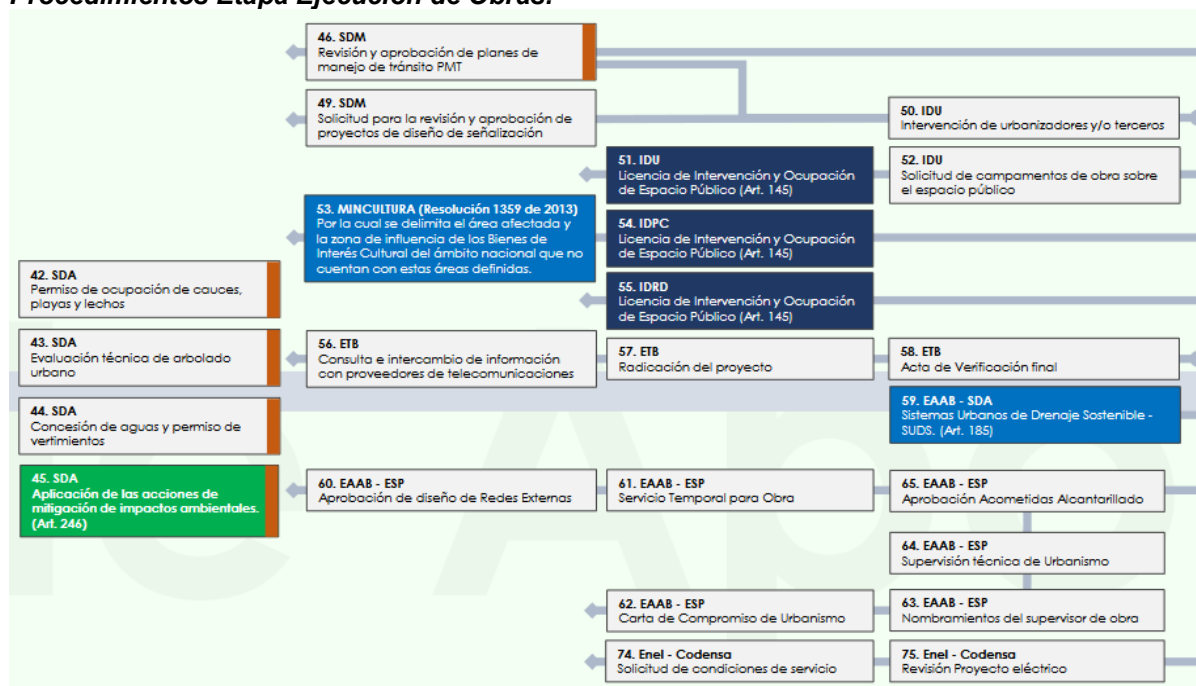 Procedimientos Etapa Ejecución de Obras.
46. SDM
Revisión y aprobación de planes de
manejo de tránsito PMT
49. SDM
Solicitud para la revisión y aprobación de
proyectos de diseño de señalización
50. IDU
Intervención de urbanizadores y/o terceros
51. IDU
Licencia de Intervención y Ocupación
de Espacio Público (Art. 145)
52. IDU
Solicitud de campamentos de obra sobre
el espacio público
53. MINCULTURA (Resolución 1359 de 2013)
Por la cual se delimita el área afectada y
la zona de influencia de los Bienes de
Interés Cultural del ámbito nacional que no
cuentan con estas áreas definidas.
54. IDPC
Licencia de Intervención y Ocupación
de Espacio Público (Art. 145)
55. IDRD
Licencia de Intervención y Ocupación
de Espacio Público (Art. 145)
42. SDA
Permiso de ocupación de cauces,
playas y lechos
43. SDA
Evaluación técnica de arbolado
urbano
56. ETB
Consulta e intercambio de información
con proveedores de telecomunicaciones
57. ETB
Radicación del proyecto
58. ETB
Acta de Verificación final
44. SDA
Concesión de aguas y permiso de
vertimientos
59. EAAB - SDA
Sistemas Urbanos de Drenaje Sostenible -
SUDS. (Art. 185)
45. SDA
Aplicación de las acciones de
mitigación de impactos ambientales.
(Art. 246)
60. EAAB - ESP
Aprobación de diseño de Redes Externas
61. EAAB - ESP
Servicio Temporal para Obra
65. EAAB - ESP
Aprobación Acometidas Alcantarillado
64. EAAB - ESP
Supervisión técnica de Urbanismo
62. EAAB - ESP
Carta de Compromiso de Urbanismo
63. EAAB - ESP
Nombramientos del supervisor de obra
74. Enel - Codensa
Solicitud de condiciones de servicio
75. Enel - Codensa
Revisión Proyecto eléctrico